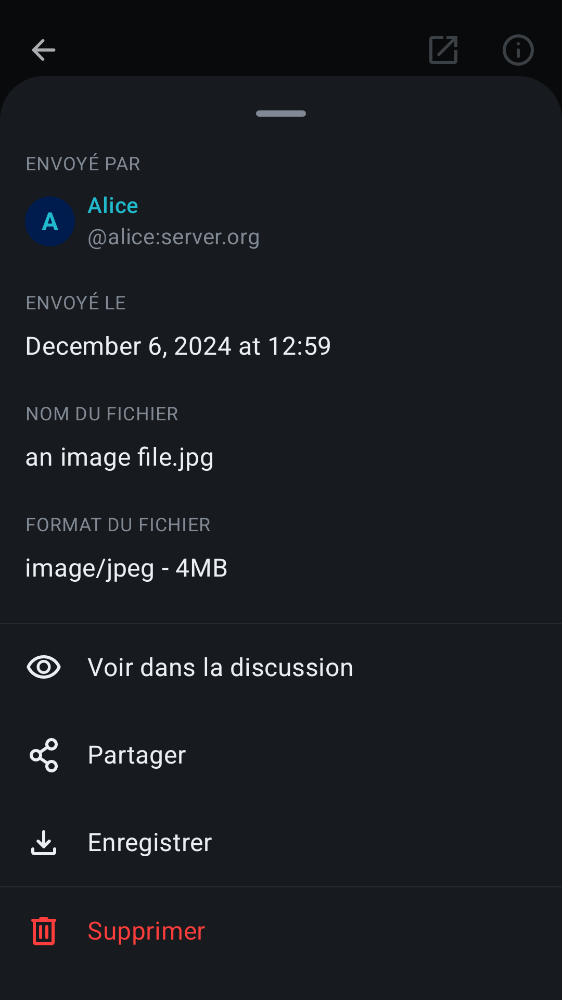 ENVOYÉ PAR
A
Alice
@alice:server.org
ENVOYÉ LE
December 6, 2024 at 12:59
NOM DU FICHIER
an image file.jpg
FORMAT DU FICHIER
image/jpeg - 4MB
Voir dans la discussion
Partager
Enregistrer
Supprimer